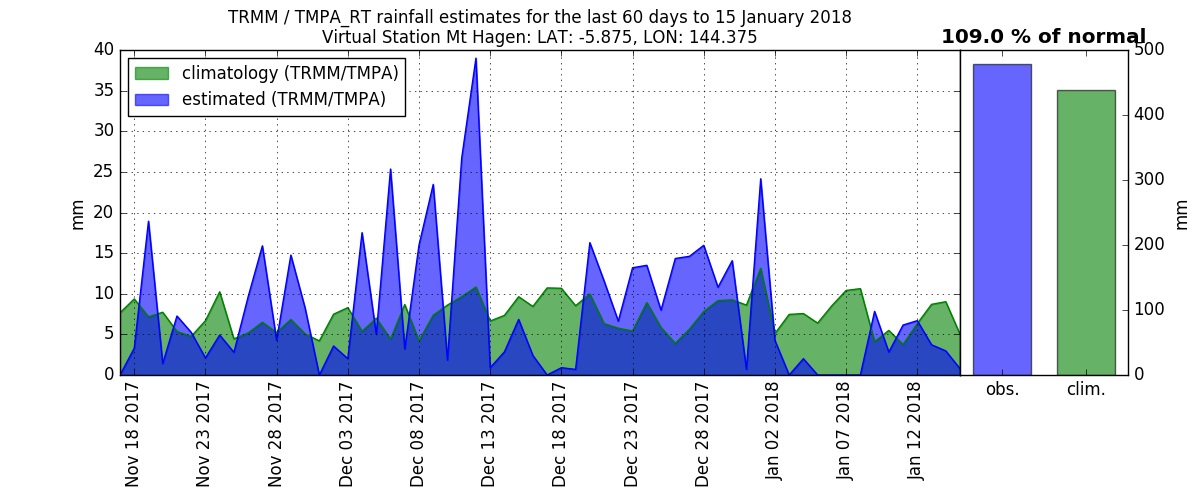 TRMM / TMPA_RT rainfall estimates for the last 60 days to 15 January 2018
Virtual Station Mt Hagen: LAT: -5.875, LON: 144.375
109.0 % of normal
climatology (TRMM/TMPA)
estimated (TRMM/TMPA)
mm
40
35
30
25
20
15
10
5
0
Nov 18 2017
Nov 23 2017
Nov 28 2017
Dec 03 2017
Dec 08 2017
Dec 13 2017
Dec 18 2017
Dec 23 2017
Dec 28 2017
Jan 02 2018
Jan 07 2018
Jan 12 2018
500
400
300
200
100
0
mm
obs.
clim.